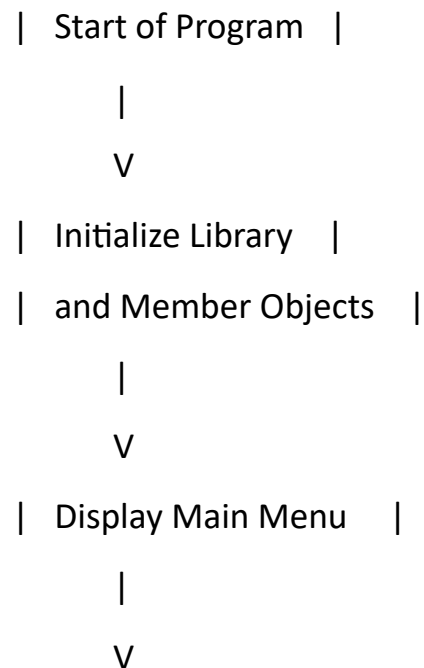 | Start of Program |
|
V
| Initialize Library |
| and Member Objects |
|
V
| Display Main Menu |
|
V